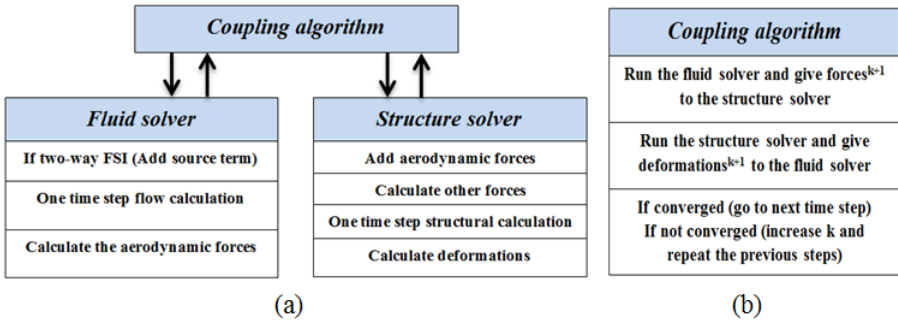 Coupling algorithm
Fluid solver
If two-way FSI (Add source term)
One time step flow calculation
Calculate the aerodynamic forces
Structure solver
Add aerodynamic forces
Calculate other forces
One time step structural calculation
Calculate deformations
(a)
Coupling algorithm
Run the fluid solver and give forces^{k+1}
to the structure solver
Run the structure solver and give
deformations^{k+1} to the fluid solver
If converged (go to next time step)
If not converged (increase k and
repeat the previous steps)
(b)